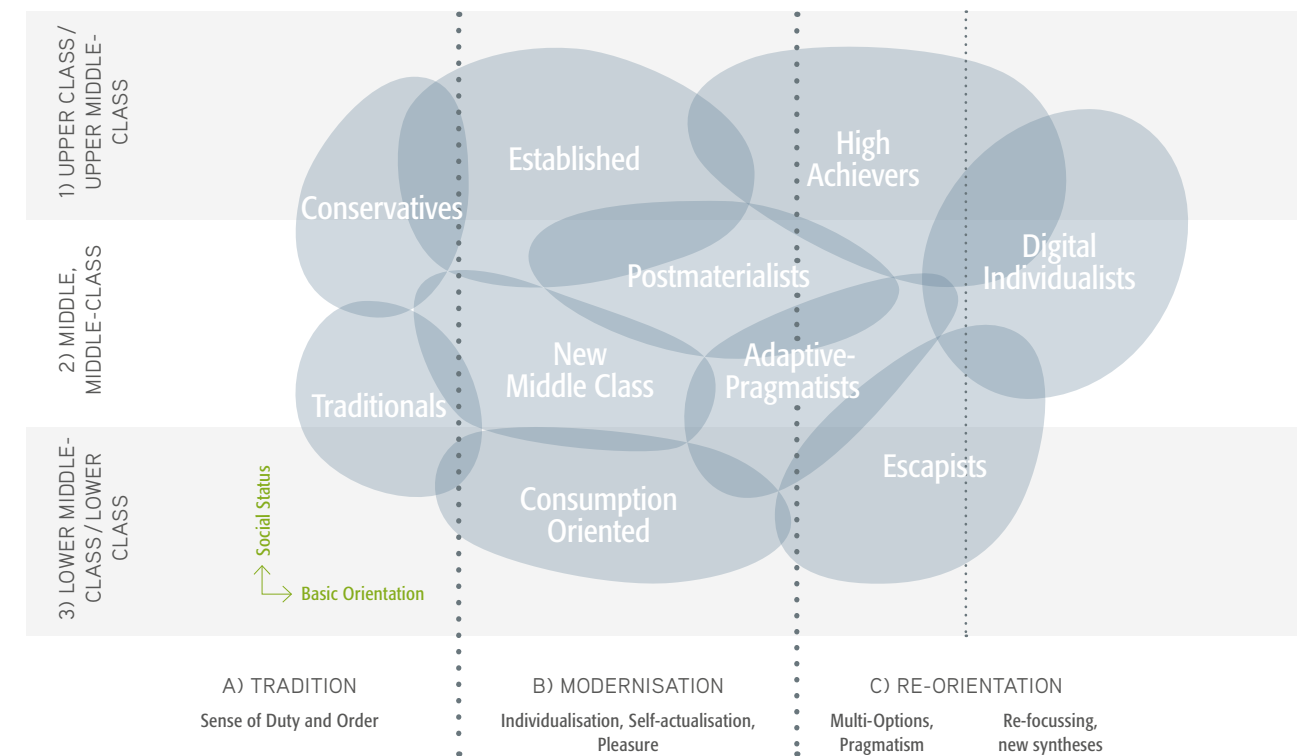 1) UPPER CLASS /
UPPER MIDDLE-
CLASS
Established
High
Achievers
Conservatives
2) MIDDLE,
MIDDLE-CLASS
Postmaterialists
Digital
Individualists
New
Middle Class
Adaptive-
Pragmatists
Traditionals
3) LOWER MIDDLE-
CLASS / LOWER
CLASS
Escapists
Consumption
Oriented
Social Status
Basic Orientation
A) TRADITION
Sense of Duty and Order
B) MODERNISATION
Individualisation, Self-actualisation,
Pleasure
C) RE-ORIENTATION
Multi-Options,
Pragmatism
Re-focussing,
new syntheses